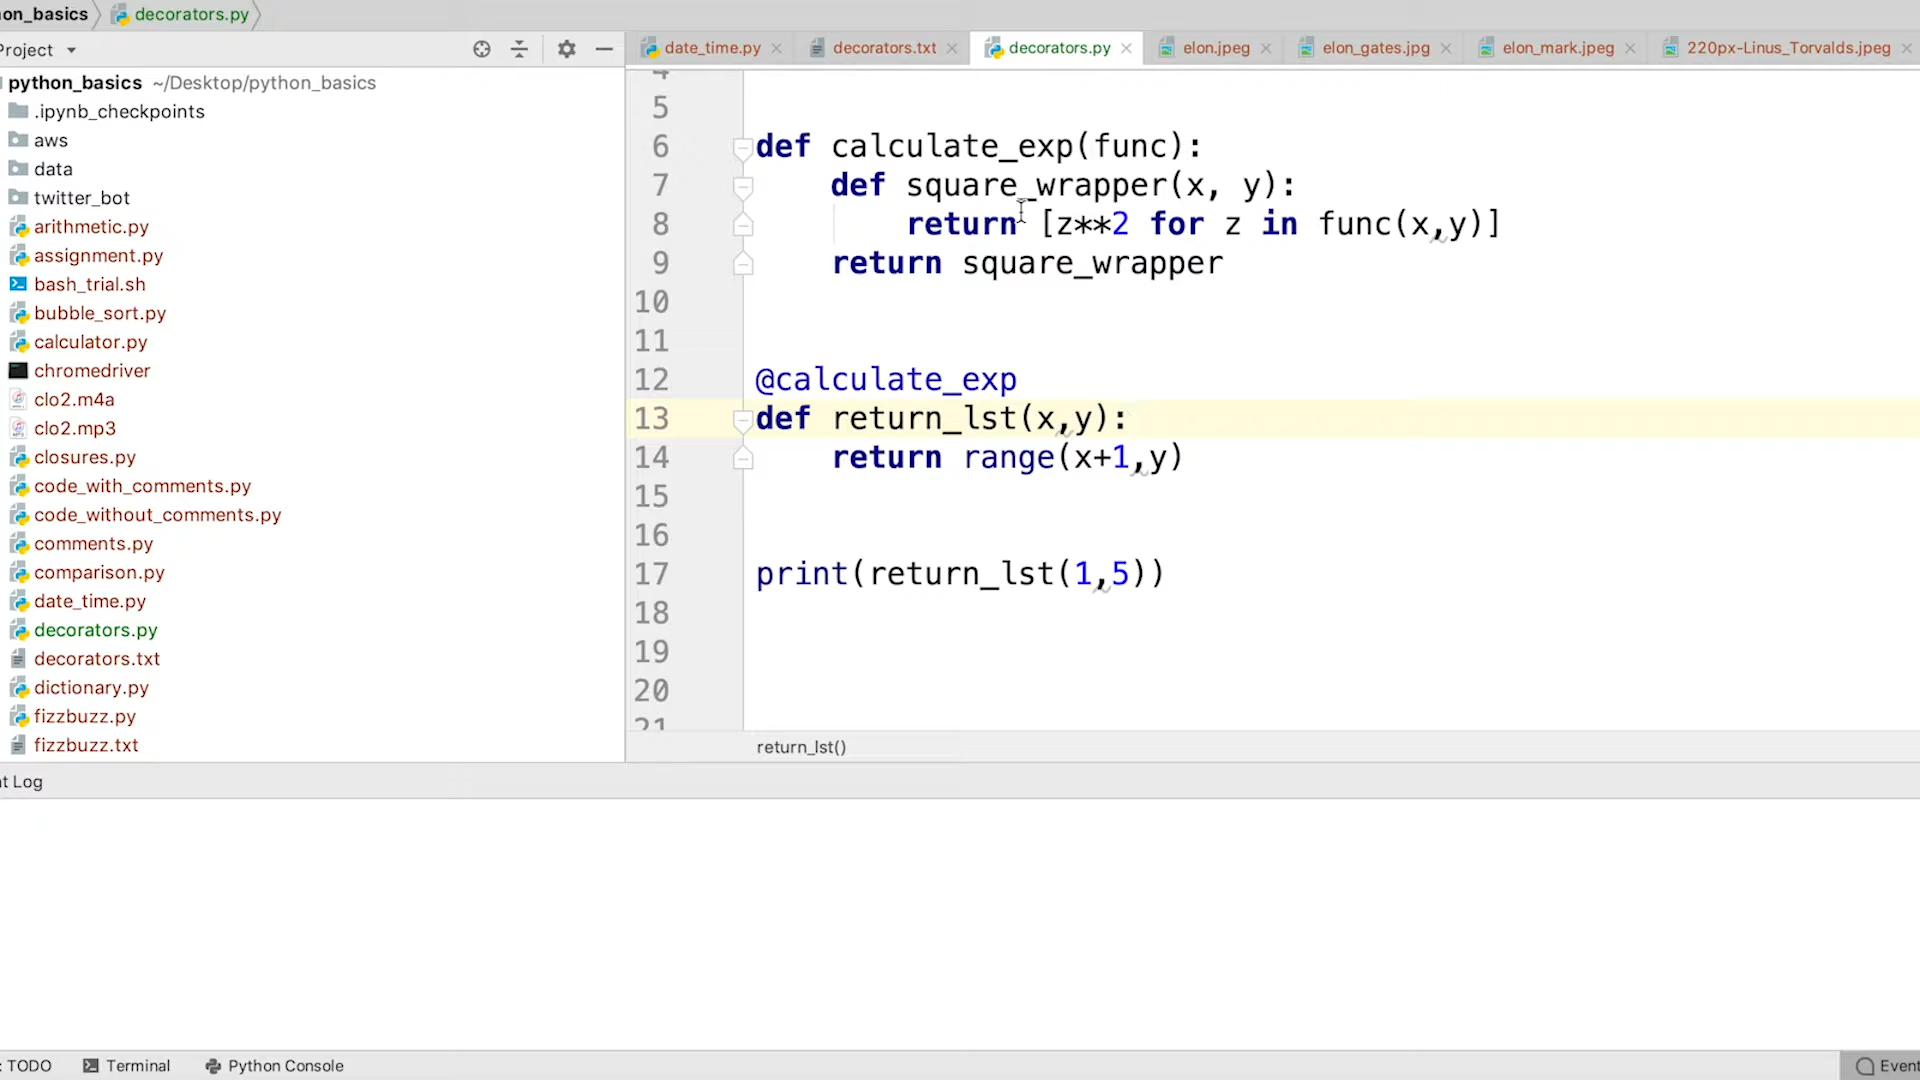 on_basics decorators.py
Project
date_time.py decorators.txt decorators.py elon.jpeg elon_gates.jpg elon_mark.jpeg 220px-Linus_Torvalds.jpeg
python_basics ~/Desktop/python_basics
.ipynb_checkpoints
aws
data
twitter_bot
arithmetic.py
assignment.py
bash_trial.sh
bubble_sort.py
calculator.py
chromedriver
clo2.m4a
clo2.mp3
closures.py
code_with_comments.py
code_without_comments.py
comments.py
comparison.py
date_time.py
decorators.py
decorators.txt
dictionary.py
fizzbuzz.py
fizzbuzz.txt
4
5
6 def calculate_exp(func):
7 def square_wrapper(x, y):
8 return [z**2 for z in func(x,y)]
9 return square_wrapper
10
11
12 @calculate_exp
13 def return_lst(x,y):
14 return range(x+1,y)
15
16
17 print(return_lst(1,5))
18
19
20
21
return_lst()
t Log
: TODO Terminal Python Console Event